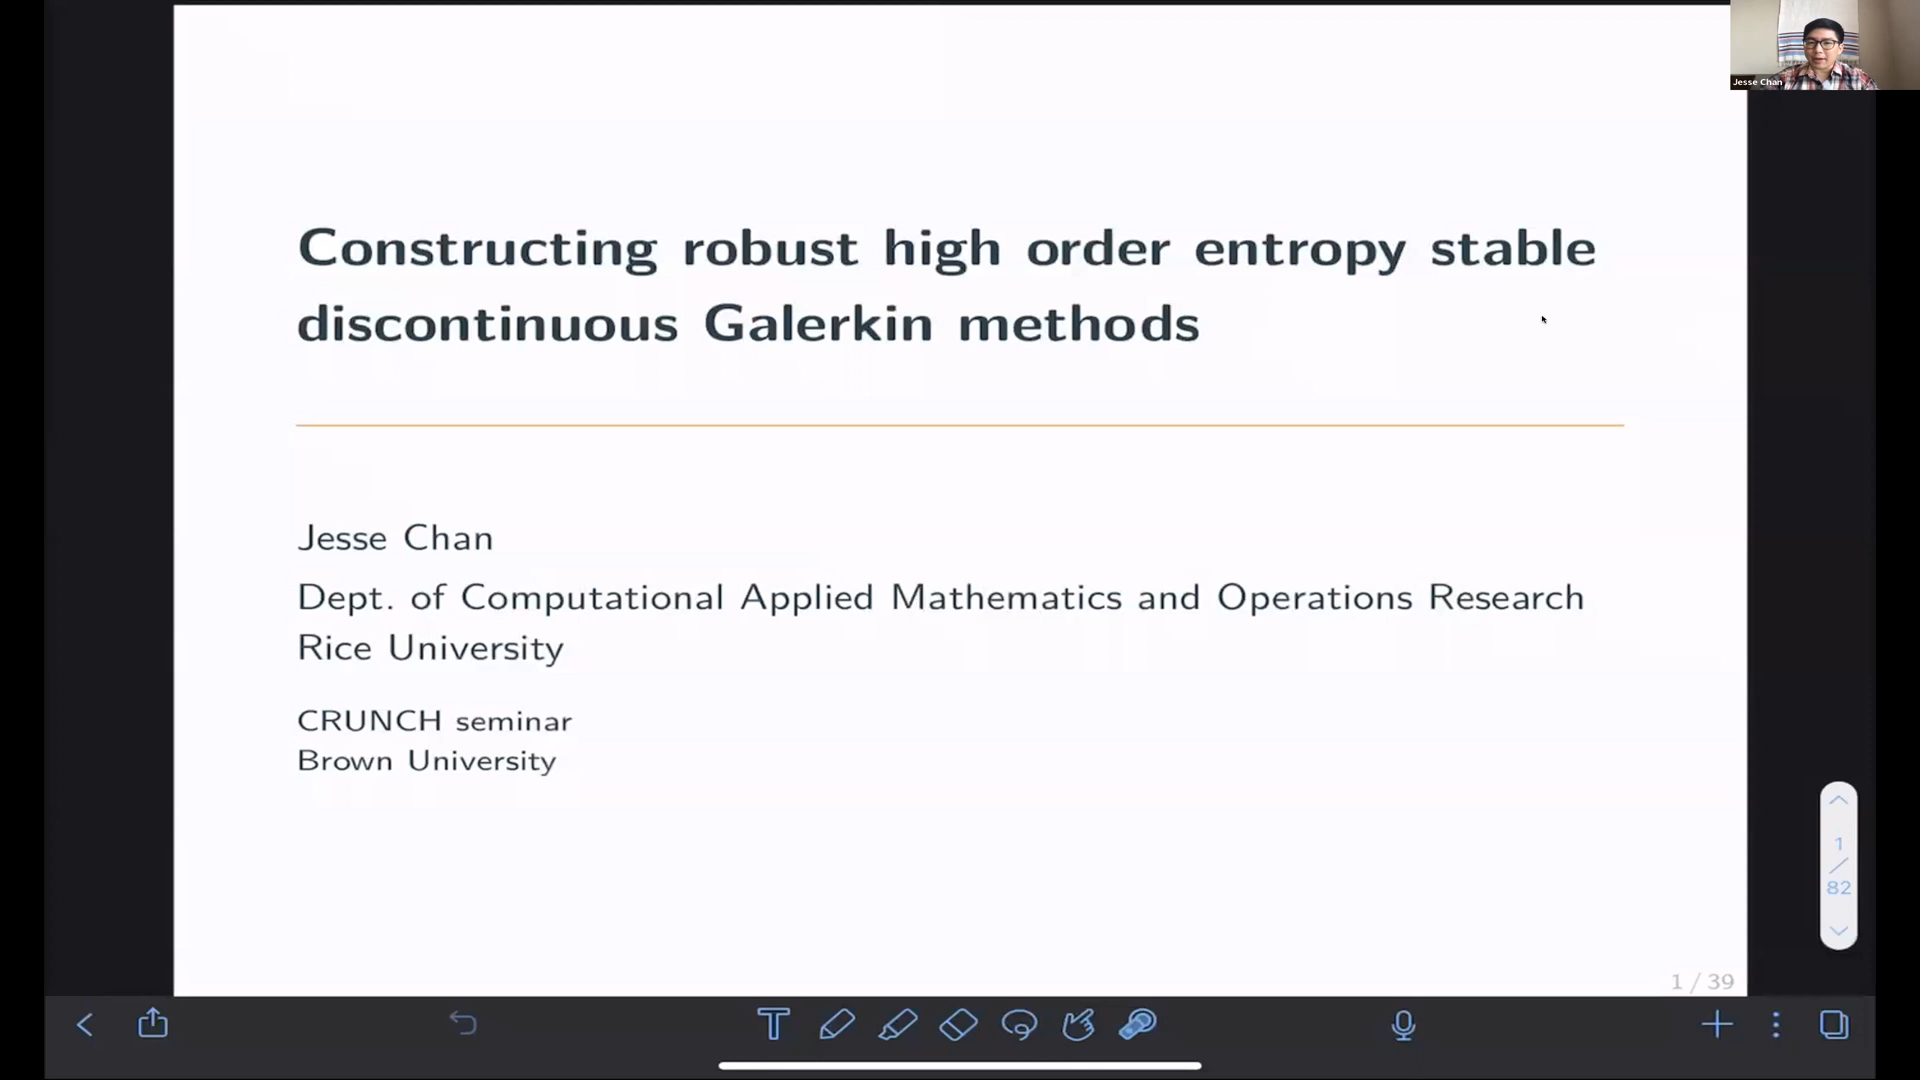 Jesse Chan
Constructing robust high order entropy stable
discontinuous Galerkin methods
Jesse Chan
Dept. of Computational Applied Mathematics and Operations Research
Rice University
CRUNCH seminar
Brown University
1
/
82
1 / 39
T